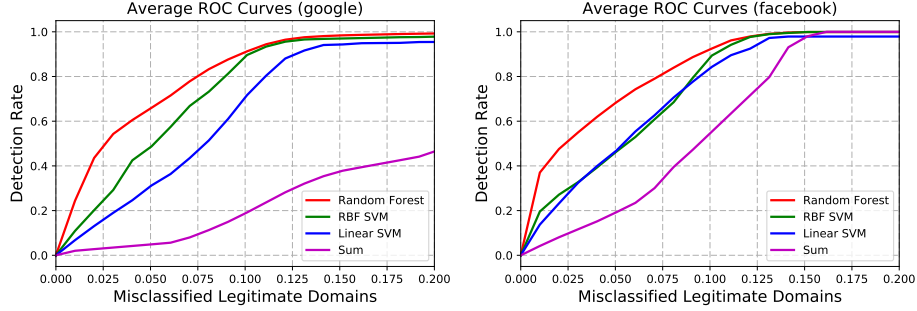 Average ROC Curves (google)
Detection Rate
1.0
0.8
0.6
0.4
0.2
0.0
Random Forest
RBF SVM
Linear SVM
Sum
0.000 0.025 0.050 0.075 0.100 0.125 0.150 0.175 0.200
Misclassified Legitimate Domains
Average ROC Curves (facebook)
Detection Rate
1.0
0.8
0.6
0.4
0.2
0.0
Random Forest
RBF SVM
Linear SVM
Sum
0.000 0.025 0.050 0.075 0.100 0.125 0.150 0.175 0.200
Misclassified Legitimate Domains